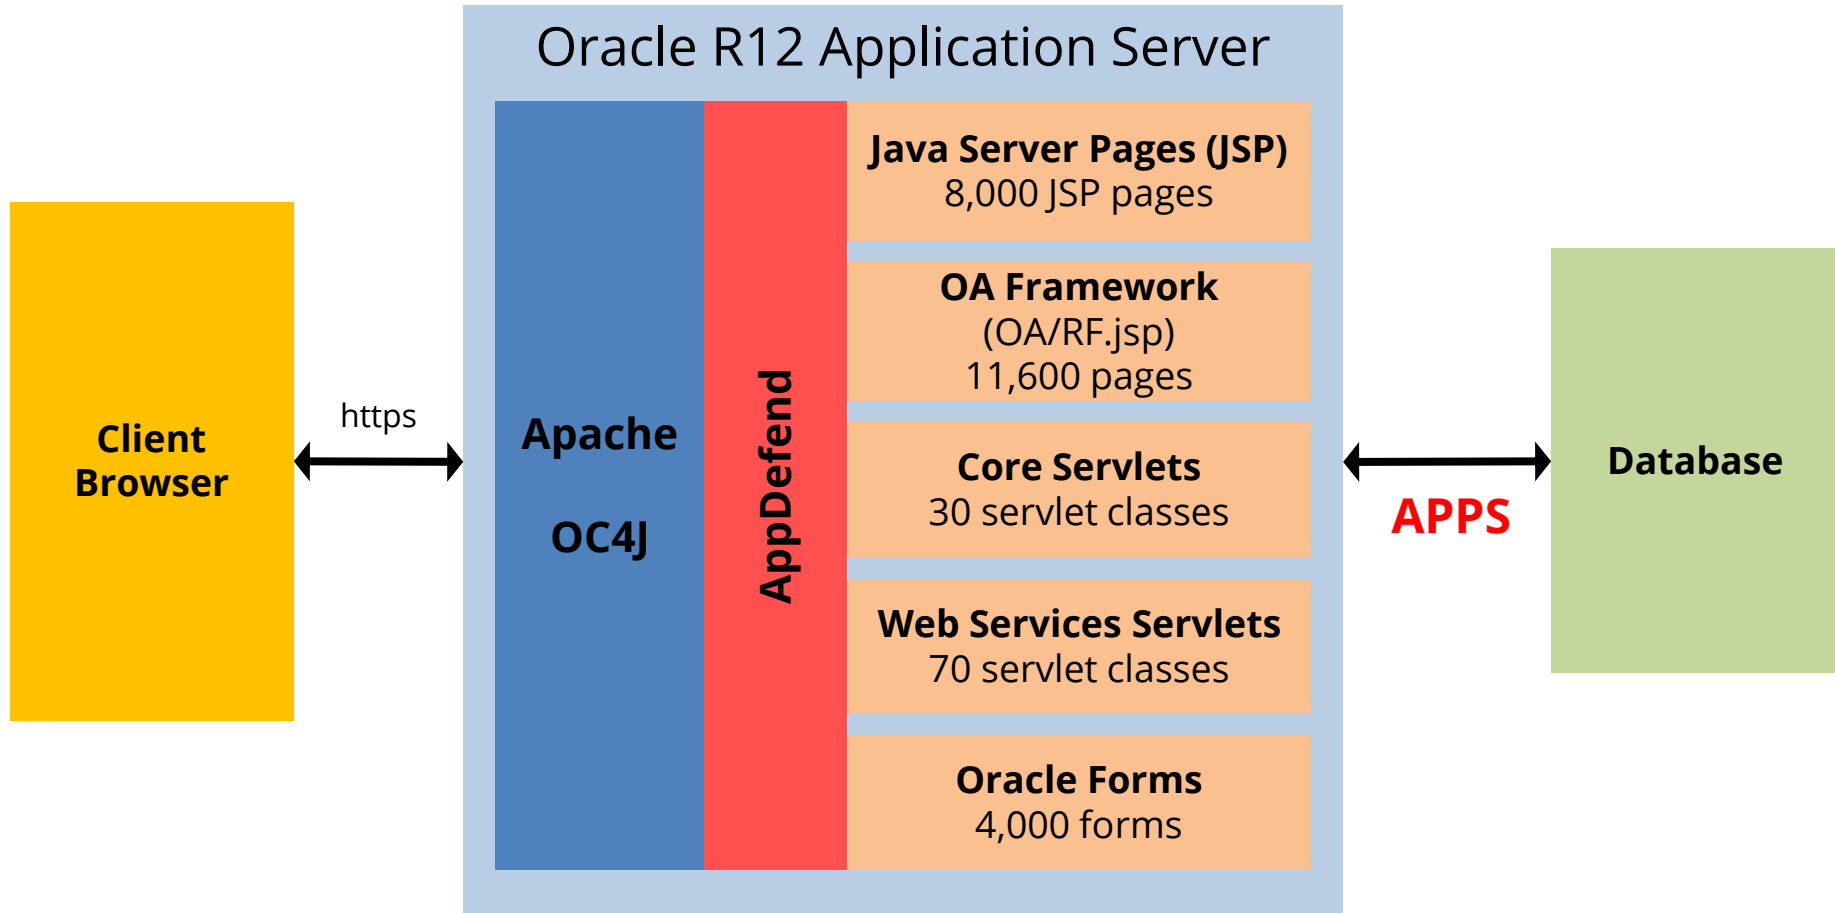 Oracle R12 Application Server
Client
Browser
https
Apache
OC4J
AppDefend
Java Server Pages (JSP)
8,000 JSP pages
OA Framework
(OA/RF.jsp)
11,600 pages
Core Servlets
30 servlet classes
Web Services Servlets
70 servlet classes
Oracle Forms
4,000 forms
APPS
Database